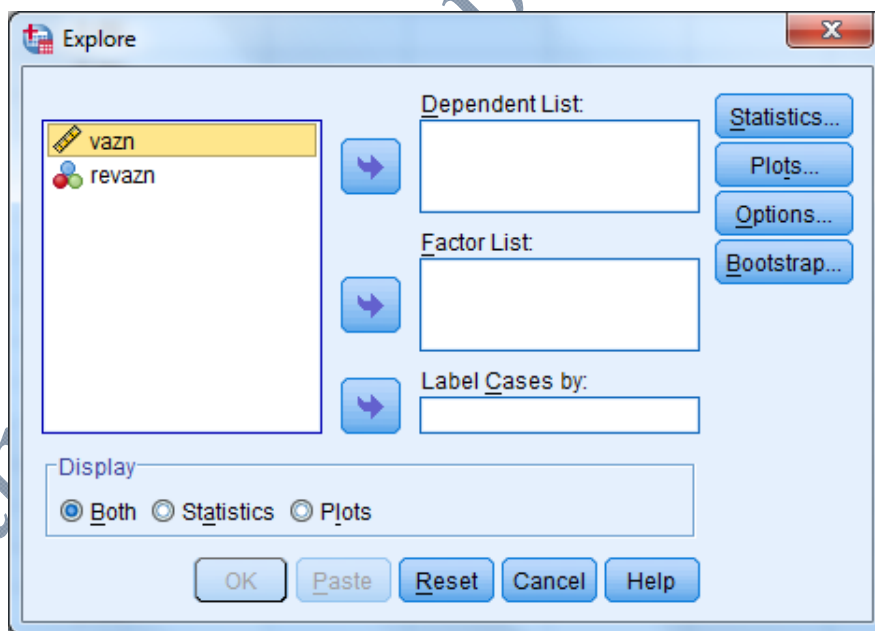 Explore
vazn
revazn
Dependent List:
Factor List:
Label Cases by:
Statistics...
Plots...
Options...
Bootstrap...
Display
Both Statistics Plots
OK Paste Reset Cancel Help